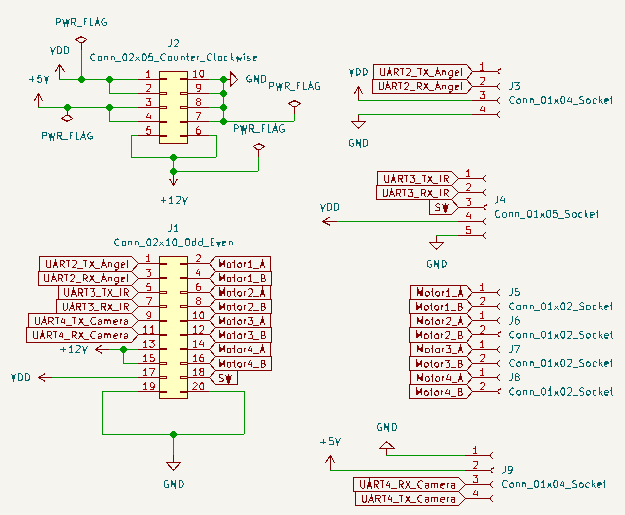 PWR_FLAG
VDD
+5V
PWR_FLAG
J2
Conn_02x05_Counter_Clockwise
1 10
2 9
3 8
4 7
5 6
GND
PWR_FLAG
PWR_FLAG
+12V
J1
Conn_02x10_Odd_Even
UART2_TX_Angel 1 2 Motor1_A
UART2_RX_Angel 3 4 Motor1_B
UART3_TX_IR 5 6 Motor2_A
UART3_RX_IR 7 8 Motor2_B
UART4_TX_Camera 9 10 Motor3_A
UART4_RX_Camera 11 12 Motor3_B
+12V 13 14 Motor4_A
15 16 Motor4_B
VDD 17 18 SW
19 20
GND
UART2_Tx_Angel 1
UART2_Rx_Angel 2
VDD 3
4
J3
Conn_01x04_Socket
GND
UART3_TX_IR 1
UART3_RX_IR 2
SW 3
VDD 4
5
J4
Conn_01x05_Socket
GND
Motor1_A 1 J5
Motor1_B 2 Conn_01x02_Socket
Motor2_A 1 J6
Motor2_B 2 Conn_01x02_Socket
Motor3_A 1 J7
Motor3_B 2 Conn_01x02_Socket
Motor4_A 1 J8
Motor4_B 2 Conn_01x02_Socket
GND
+5V
1
2
UART4_RX_Camera 3
UART4_TX_Camera 4
J9
Conn_01x04_Socket